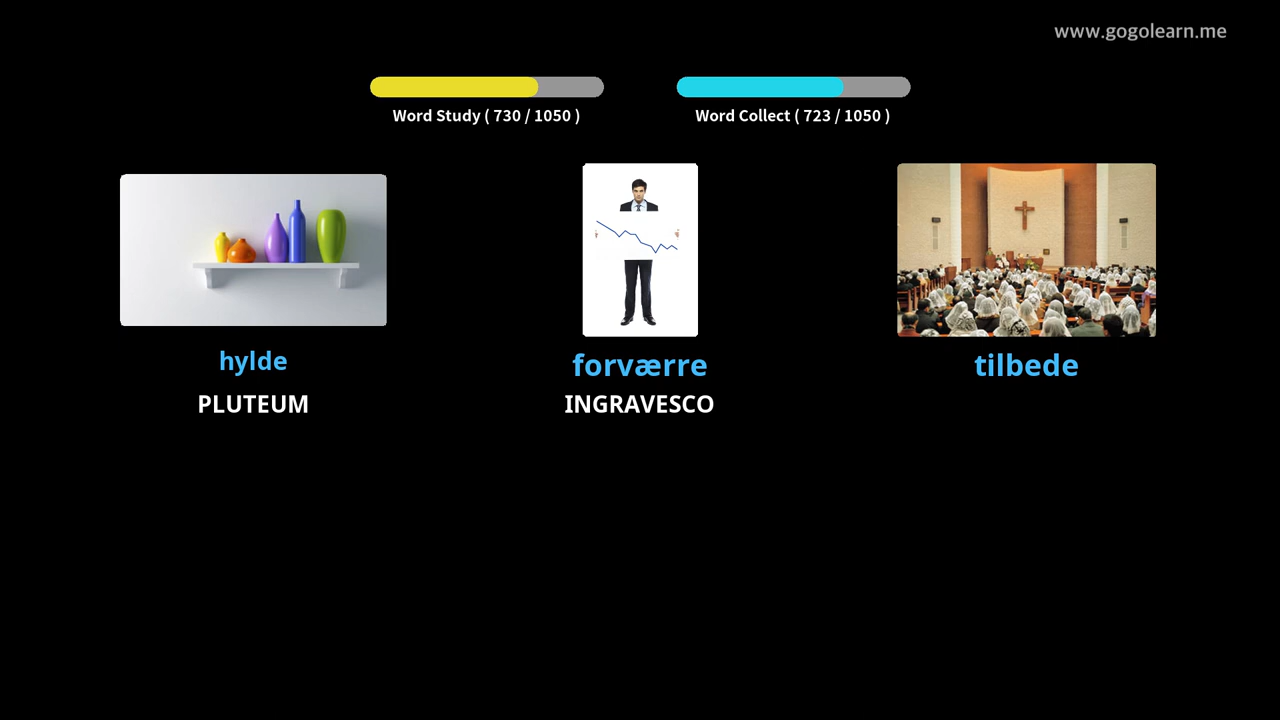 www.gogolearn.me
Word Study ( 730 / 1050 )
Word Collect ( 723 / 1050 )
hylde
forværre
tilbede
PLUTEUM
INGRAVESCO